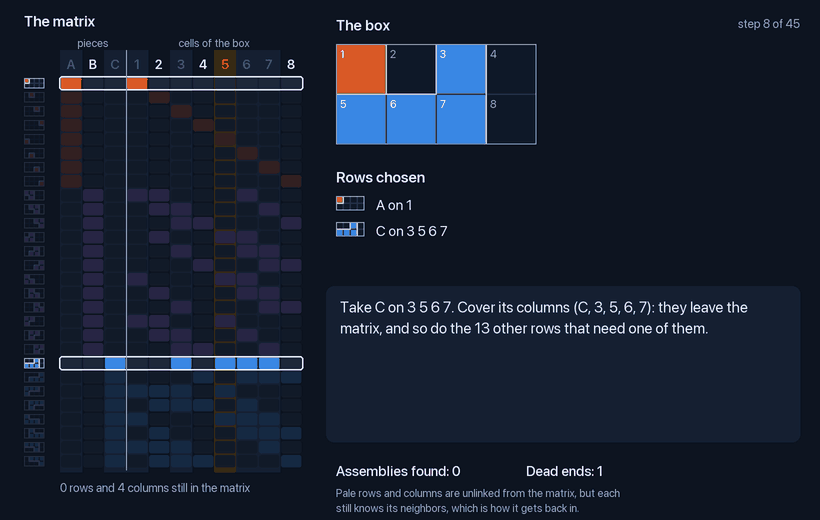 The matrix
pieces
cells of the box
A B C 1 2 3 4 5 6 7 8
0 rows and 4 columns still in the matrix
The box
step 8 of 45
1 2 3 4
5 6 7 8
Rows chosen
A on 1
C on 3 5 6 7
Take C on 3 5 6 7. Cover its columns (C, 3, 5, 6, 7): they leave the
matrix, and so do the 13 other rows that need one of them.
Assemblies found: 0
Dead ends: 1
Pale rows and columns are unlinked from the matrix, but each
still knows its neighbors, which is how it gets back in.